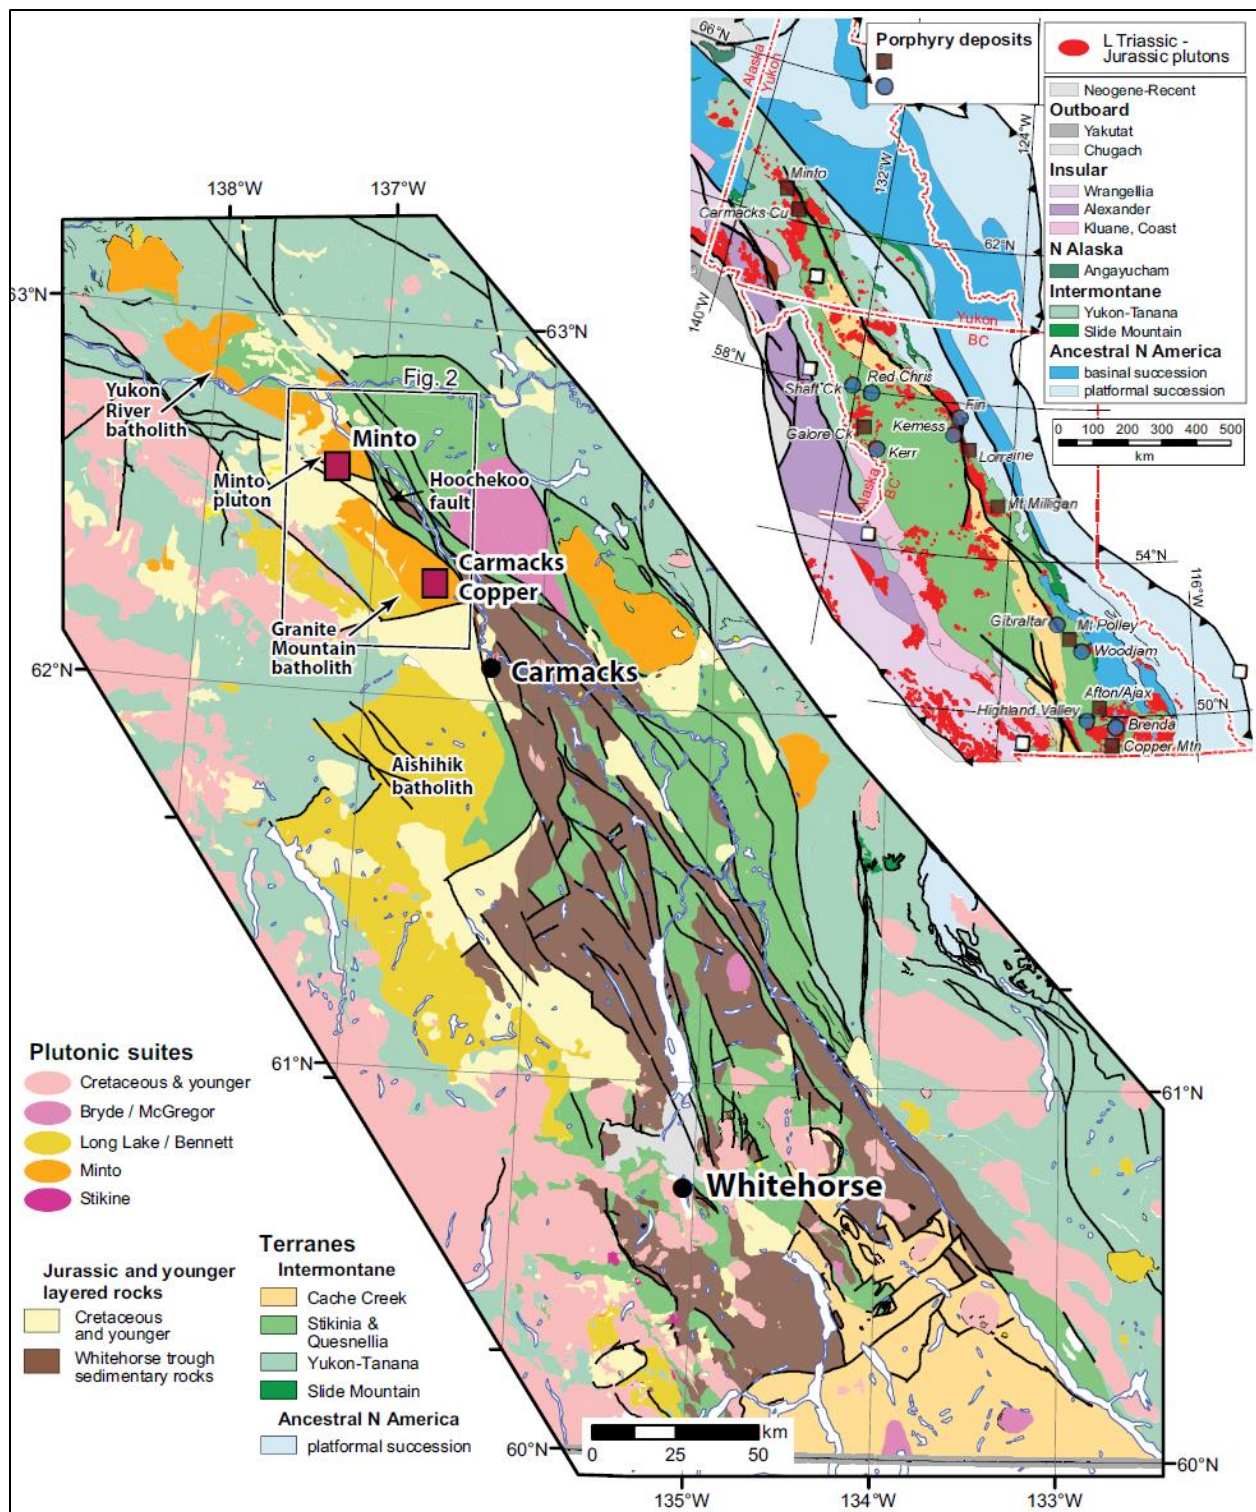 66°N
Alaska
Yukon
Porphyry deposits
L Triassic -
Jurassic plutons
Neogene-Recent
Outboard
Yakutat
Chugach
Insular
Wrangellia
Alexander
Kluane, Coast
N Alaska
Angayucham
Intermontane
Yukon-Tanana
Slide Mountain
Ancestral N America
basinal succession
platformal succession
0 100 200 300 400 500
km
132°W
124°W
Minto
Carmacks Cu
62°N
140°W
Yukon
BC
58°N
Shaft Ck
Red Chris
Fin
Kemess
Galore Ck
Kerr
Lorraine
Alaska
BC
Mt Milligan
54°N
116°W
Gibraltar
Mt Polley
Woodjam
Afton/Ajax
50°N
Highland Valley
Brenda
Copper Mtn
138°W
137°W
63°N
63°N
Fig. 2
Yukon
River
batholith
Minto
Minto
pluton
Hoochekoo
fault
Carmacks
Copper
Granite
Mountain
batholith
62°N
Carmacks
Aishihik
batholith
61°N
61°N
Whitehorse
Plutonic suites
Cretaceous & younger
Bryde / McGregor
Long Lake / Bennett
Minto
Stikine
Jurassic and younger
layered rocks
Cretaceous
and younger
Whitehorse trough
sedimentary rocks
Terranes
Intermontane
Cache Creek
Stikinia &
Quesnellia
Yukon-Tanana
Slide Mountain
Ancestral N America
platformal succession
km
0 25 50
60°N
60°N
135°W
134°W
133°W